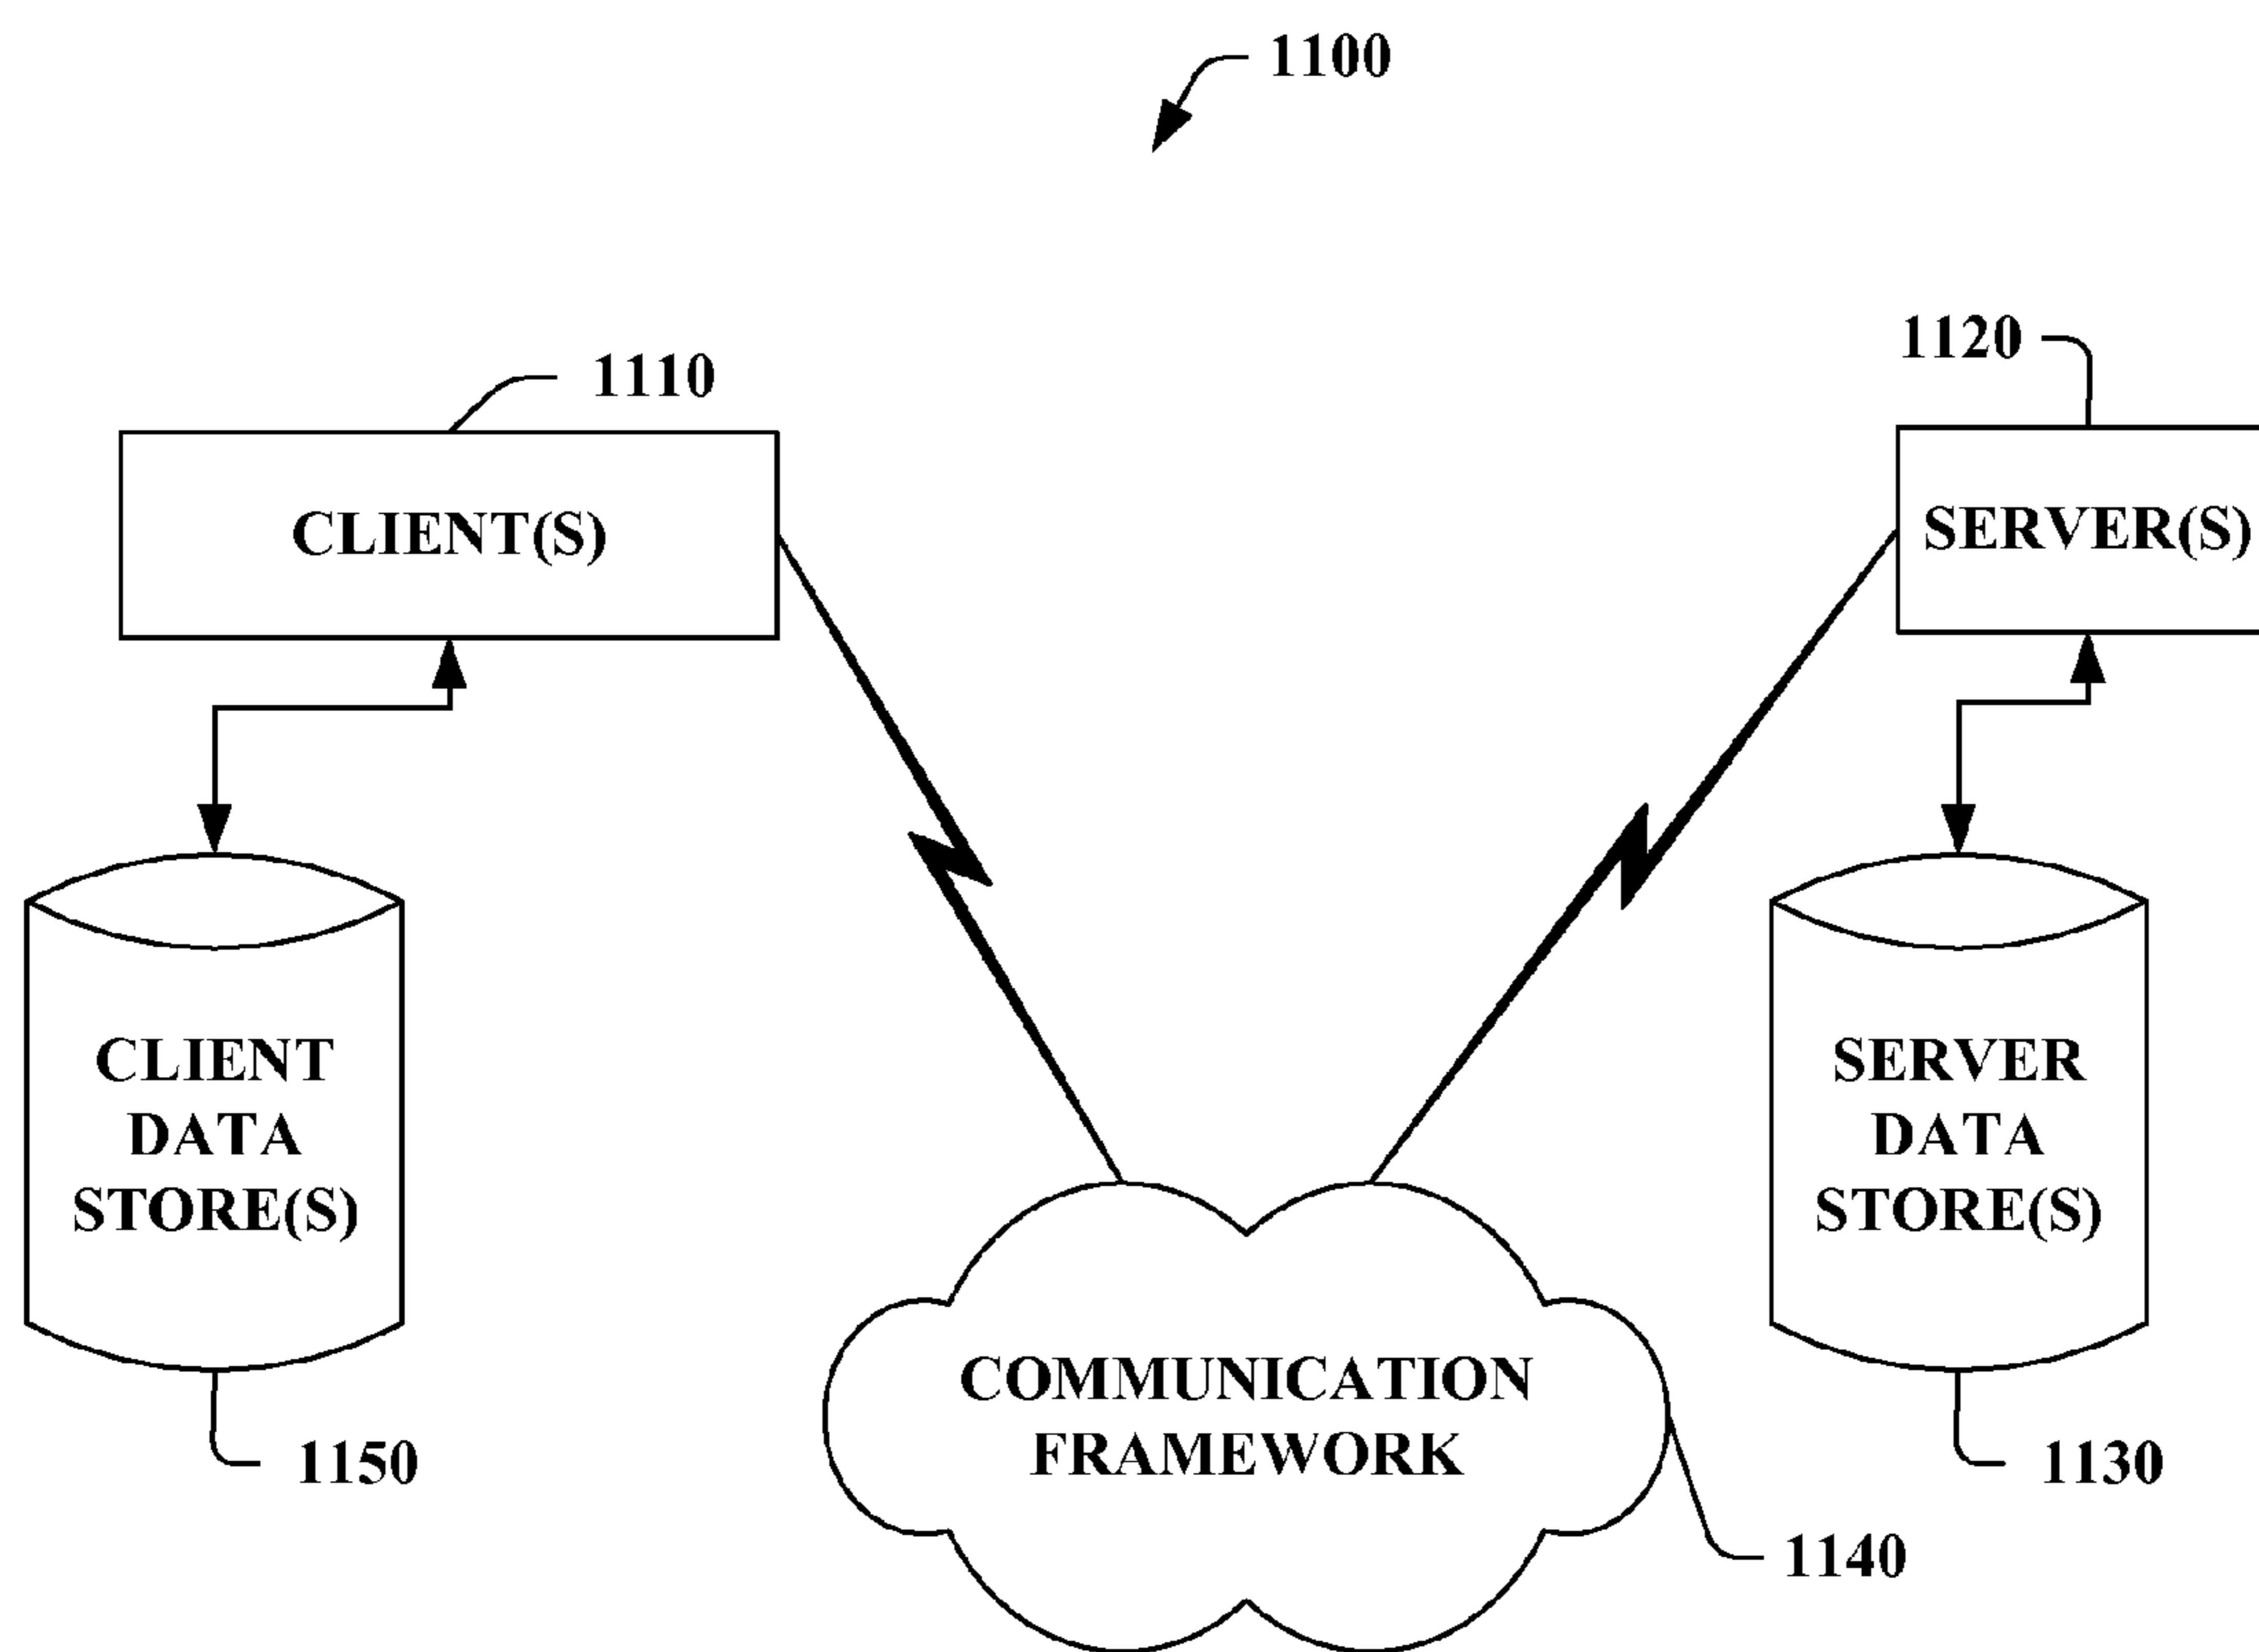 1100
1110
1120
CLIENT(S)
SERVER(S)
CLIENT
DATA
STORE(S)
SERVER
DATA
STORE(S)
COMMUNICATION
FRAMEWORK
1150
1130
1140